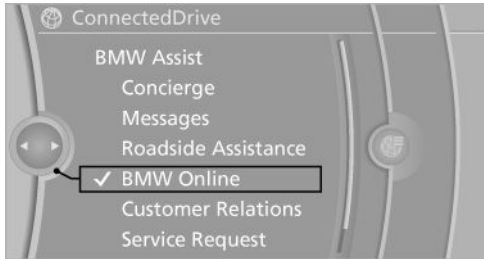 ConnectedDrive
BMW Assist
Concierge
Messages
Roadside Assistance
✓ BMW Online
Customer Relations
Service Request